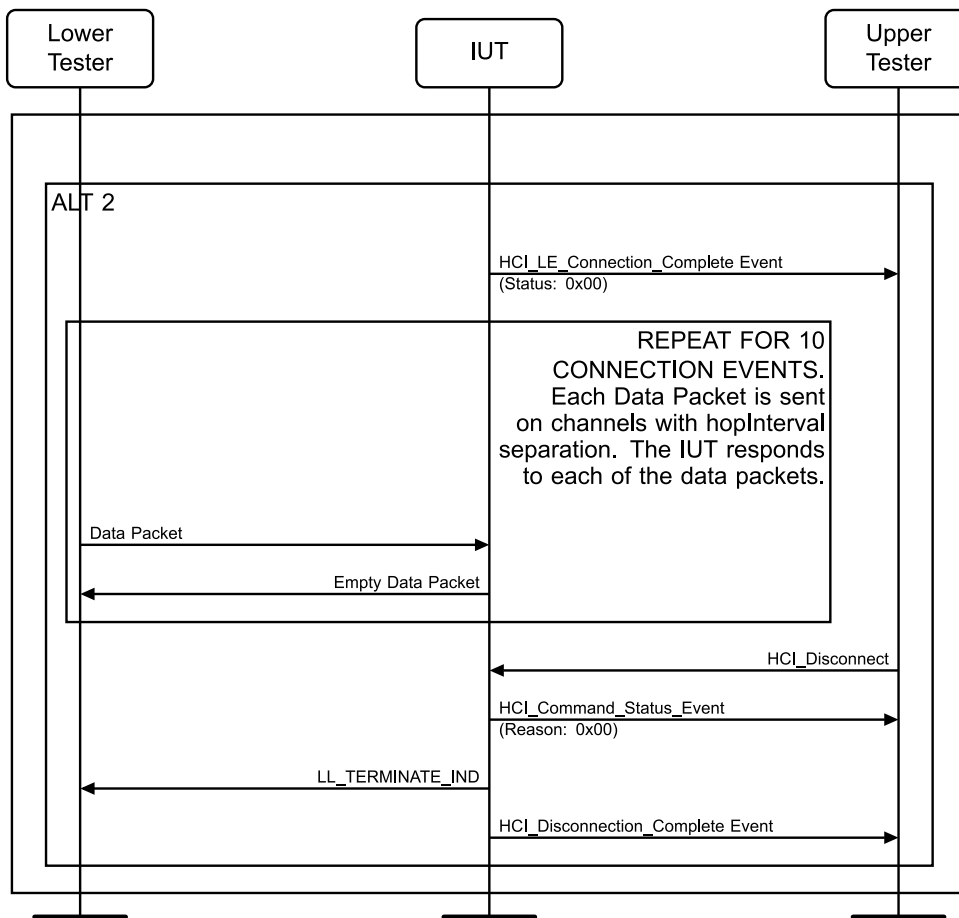 Lower
Tester
IUT
Upper
Tester
ALT 2
HCI_LE_Connection_Complete Event
(Status: 0x00)
REPEAT FOR 10
CONNECTION EVENTS.
Each Data Packet is sent
on channels with hopInterval
separation. The IUT responds
to each of the data packets.
Data Packet
Empty Data Packet
HCI_Disconnect
HCI_Command_Status_Event
(Reason: 0x00)
LL_TERMINATE_IND
HCI_Disconnection_Complete Event